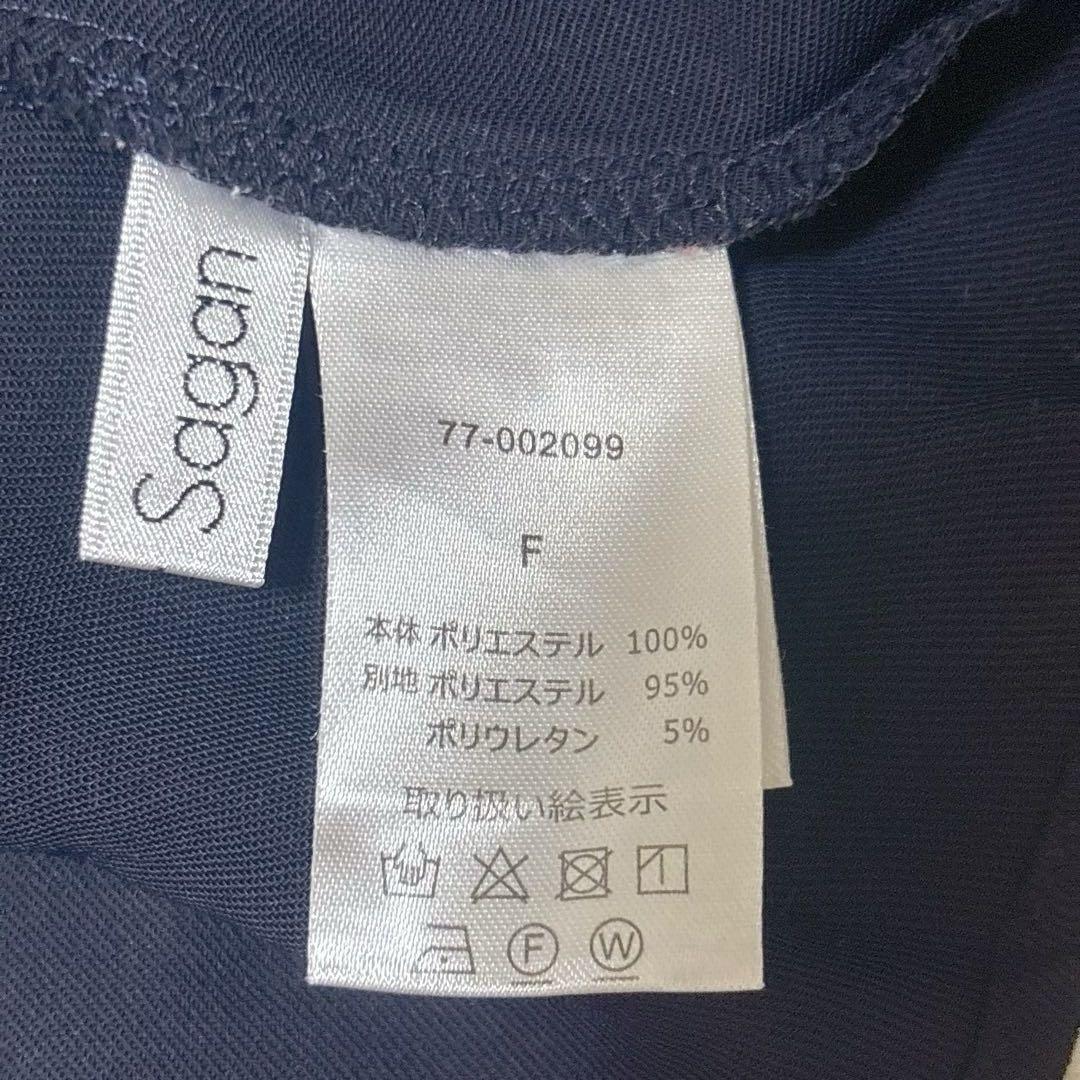 Sagan
77-002099
F
本体 ポリエステル 100%
別地 ポリエステル 95%
ポリウレタン 5%
取り扱い絵表示
F W